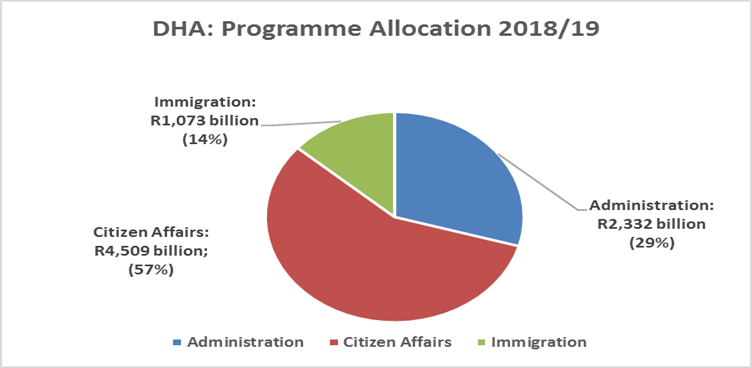 DHA: Programme Allocation 2018/19
Immigration:
R1,073 billion
(14%)
Administration:
R2,332 billion
(29%)
Citizen Affairs:
R4,509 billion;
(57%)
Administration
Citizen Affairs
Immigration